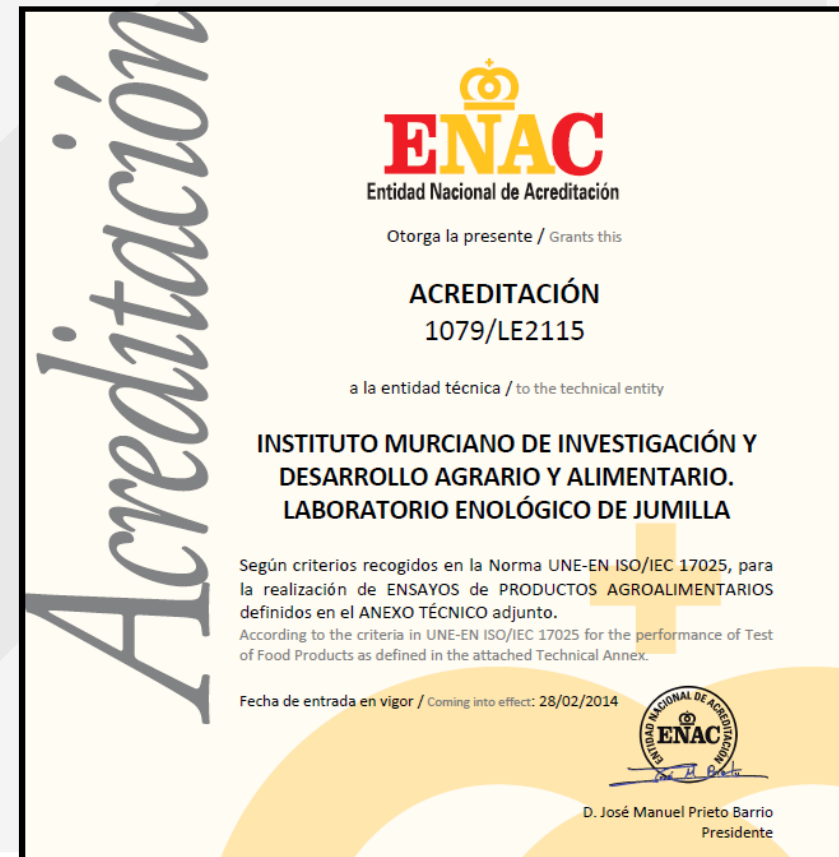 Acreditación
ENAC
Entidad Nacional de Acreditación
Otorga la presente / Grants this
ACREDITACIÓN
1079/LE2115
a la entidad técnica / to the technical entity
INSTITUTO MURCIANO DE INVESTIGACIÓN Y
DESARROLLO AGRARIO Y ALIMENTARIO.
LABORATORIO ENOLÓGICO DE JUMILLA
Según criterios recogidos en la Norma UNE-EN ISO/IEC 17025, para
la realización de ENSAYOS de PRODUCTOS AGROALIMENTARIOS
definidos en el ANEXO TÉCNICO adjunto.
According to the criteria in UNE-EN ISO/IEC 17025 for the performance of Test
of Food Products as defined in the attached Technical Annex.
Fecha de entrada en vigor / Coming into effect: 28/02/2014
ENTIDAD NACIONAL DE ACREDITACIÓN
ENAC
D. José Manuel Prieto Barrio
Presidente